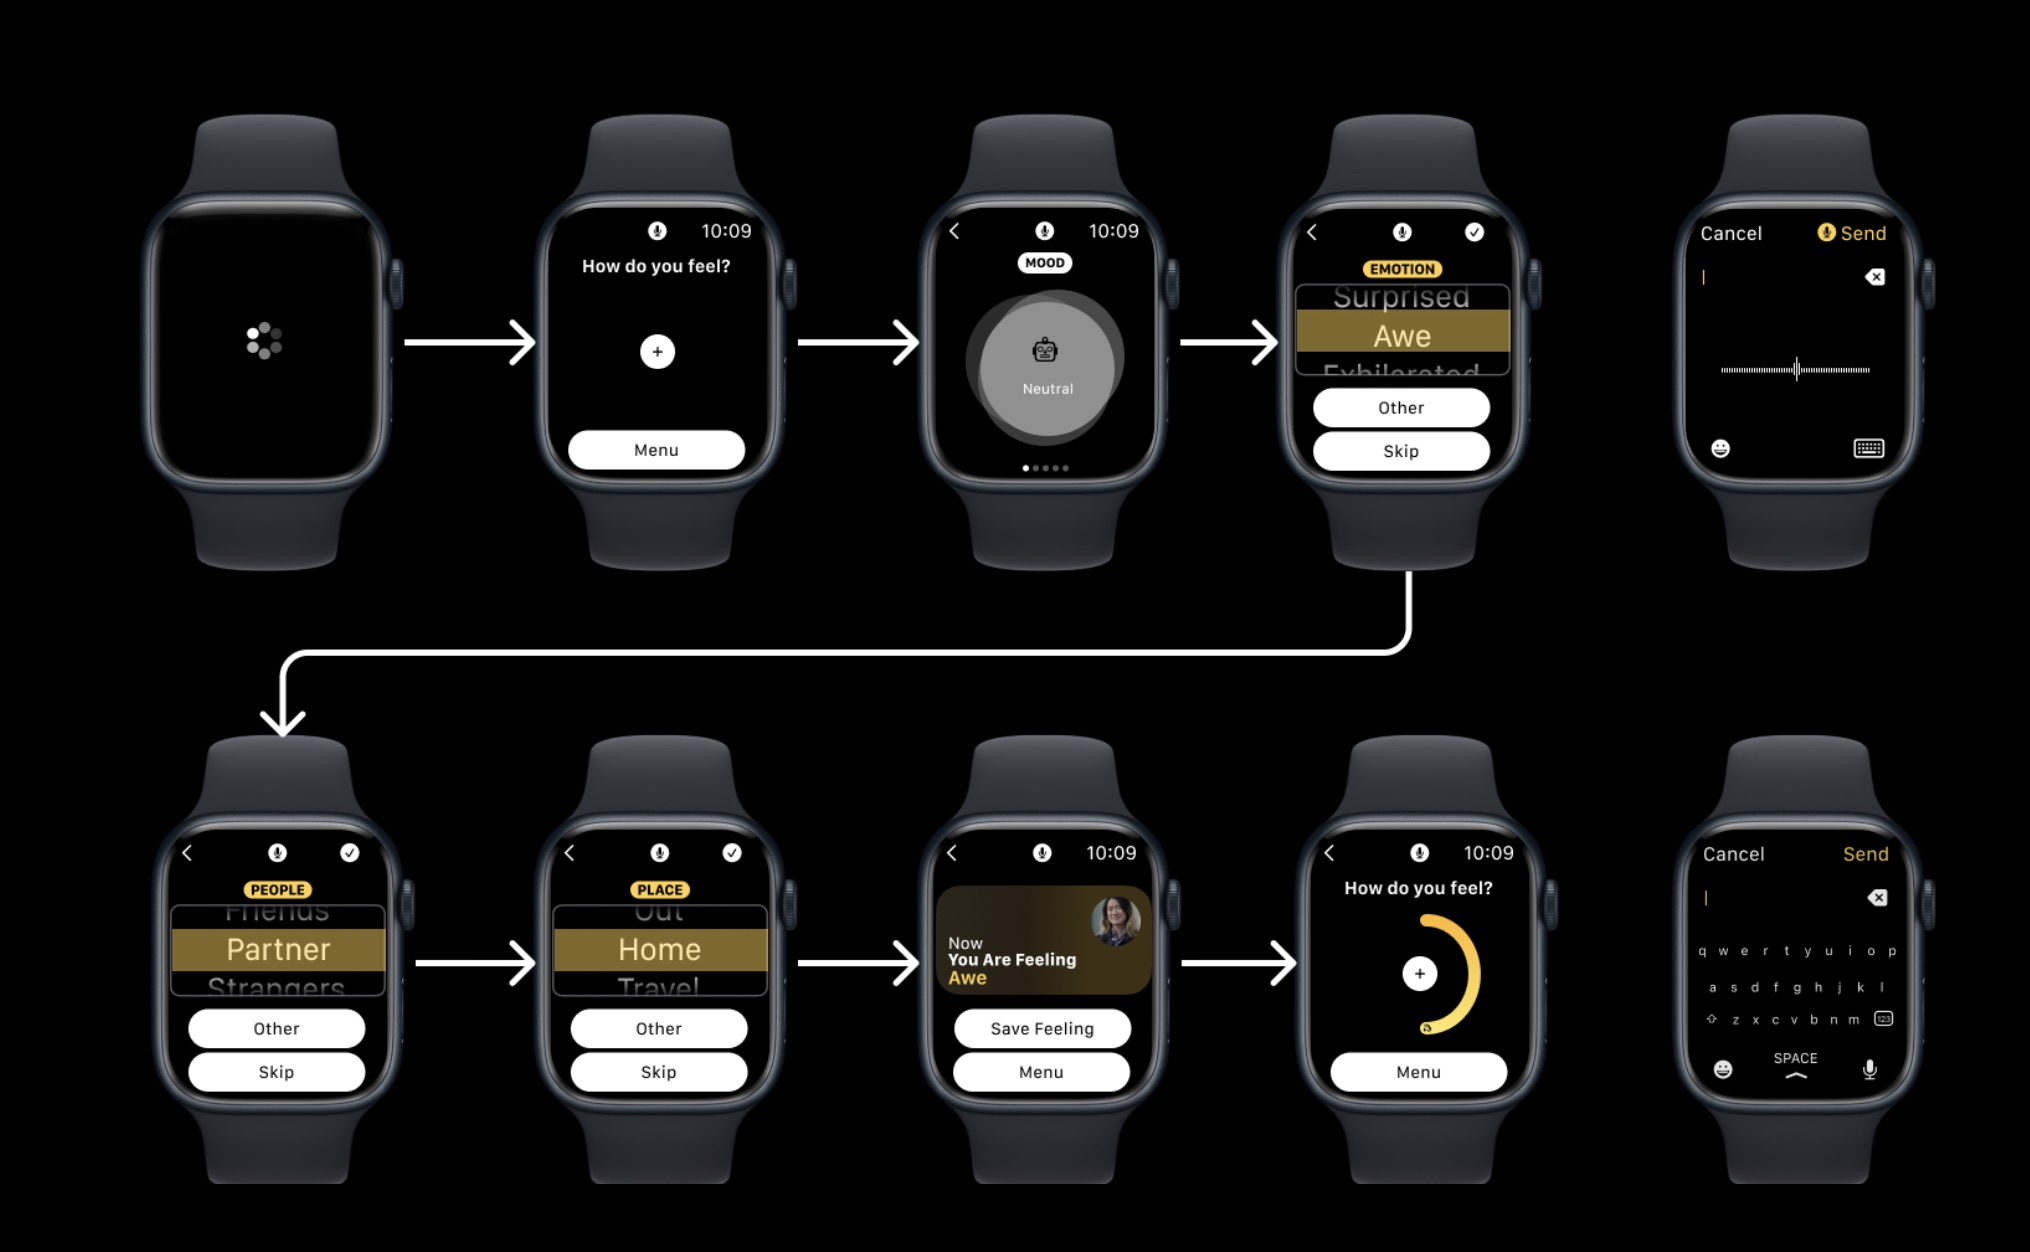 10:09
How do you feel?
Menu
10:09
MOOD
Neutral
EMOTION
Surprised
Awe
Exhilarated
Other
Skip
Cancel
Send
PEOPLE
Friends
Partner
Strangers
Other
Skip
PLACE
Out
Home
Travel
Other
Skip
10:09
Now
You Are Feeling
Awe
Save Feeling
Menu
10:09
How do you feel?
Menu
Cancel
Send
q w e r t y u i o p
a s d f g h j k l
z x c v b n m 123
SPACE